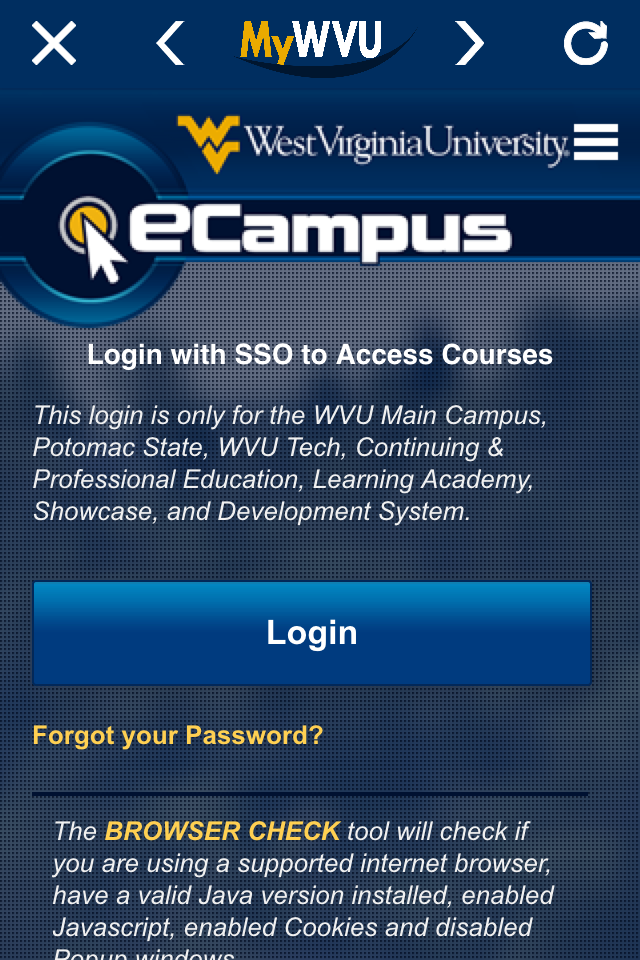 MyWVU
West Virginia University.
eCampus
Login with SSO to Access Courses
This login is only for the WVU Main Campus,
Potomac State, WVU Tech, Continuing &
Professional Education, Learning Academy,
Showcase, and Development System.
Login
Forgot your Password?
The BROWSER CHECK tool will check if
you are using a supported internet browser,
have a valid Java version installed, enabled
Javascript, enabled Cookies and disabled
Popup windows